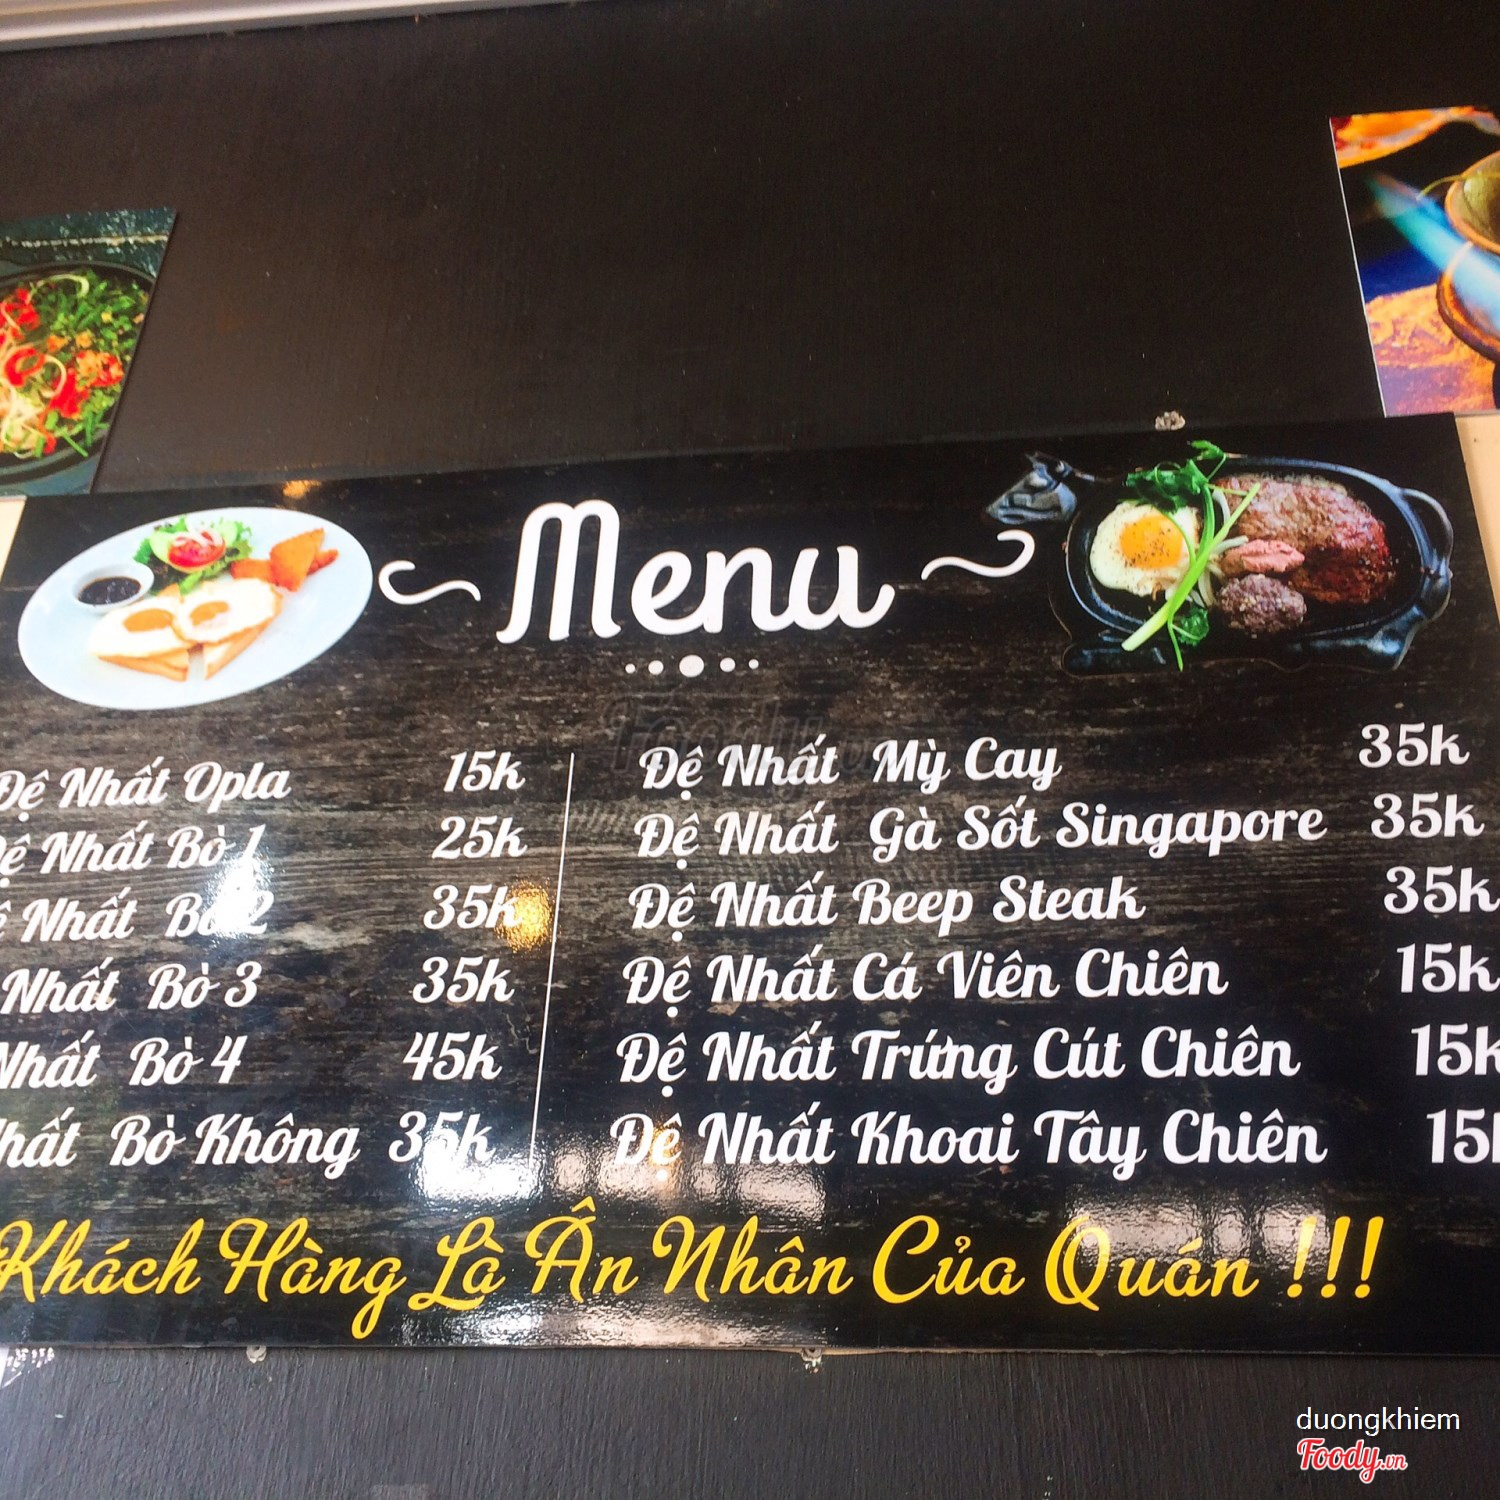 Menu
Đệ Nhất Opla 15k
Đệ Nhất Bò 1 25k
Nhất Bò 2 35k
Nhất Bò 3 35k
Nhất Bò 4 45k
Bò Không 35k
Đệ Nhất Mỳ Cay 35k
Đệ Nhất Gà Sốt Singapore 35k
Đệ Nhất Beep Steak 35k
Đệ Nhất Cá Viên Chiên 15k
Đệ Nhất Trứng Cút Chiên 15k
Đệ Nhất Khoai Tây Chiên 15k
Khách Hàng Là Ân Nhân Của Quán !!!
duongkhiem
Foody.vn